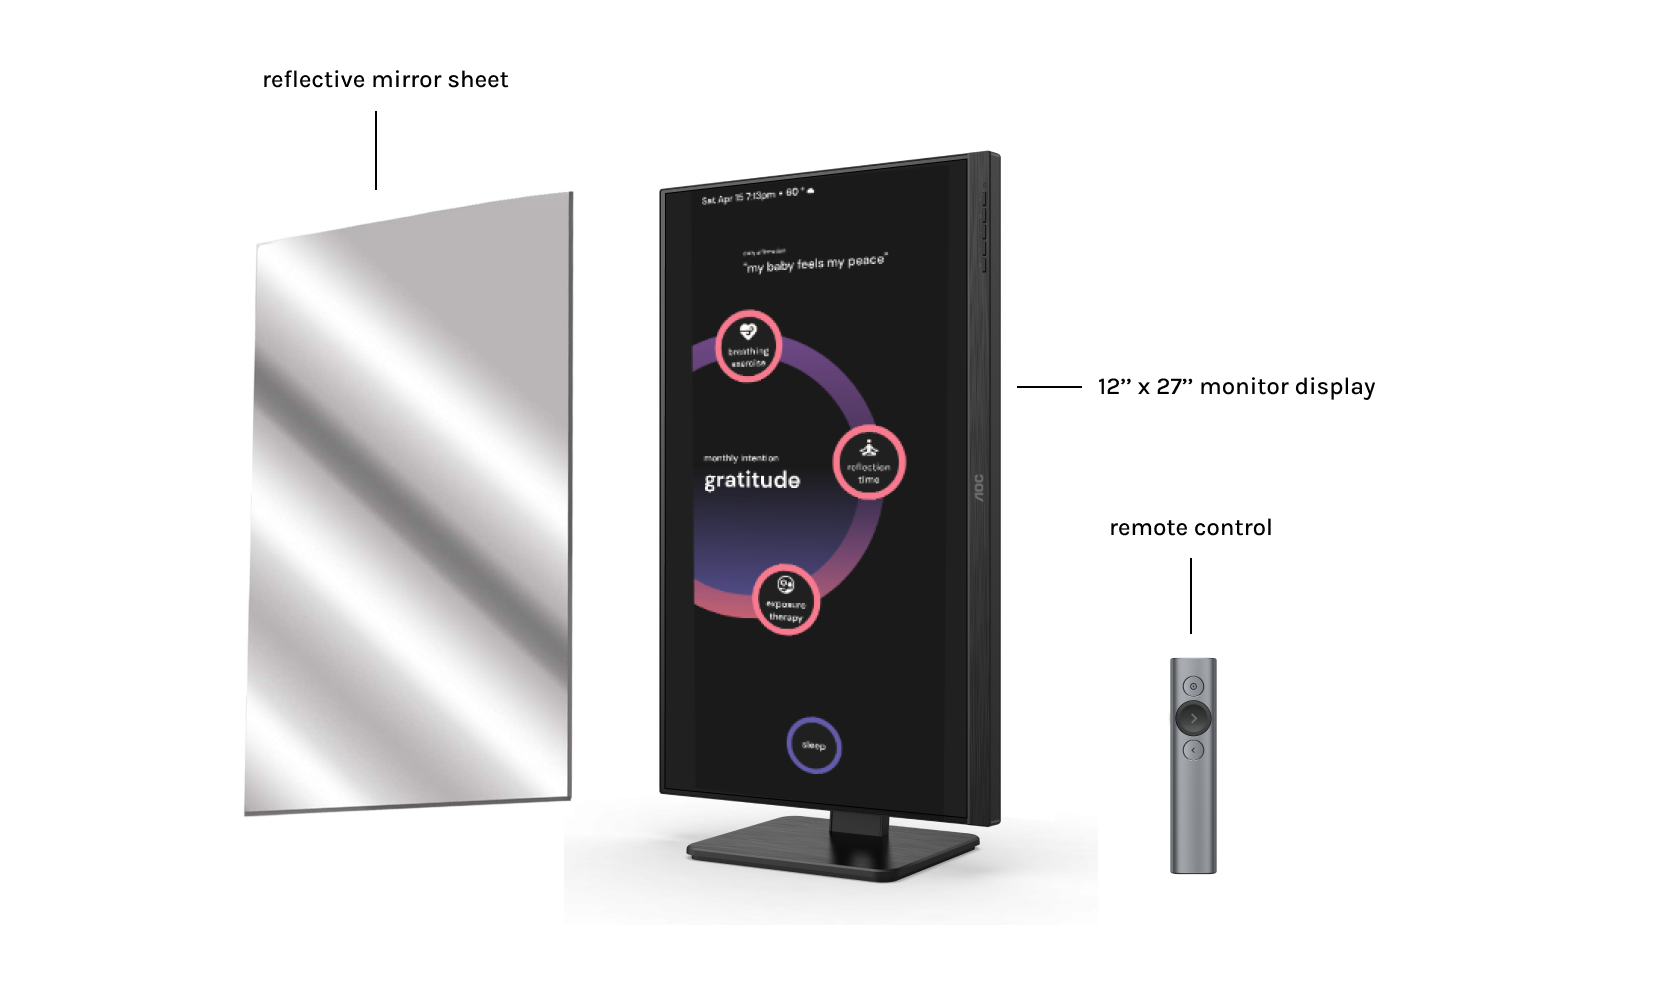 reflective mirror sheet
Sat, Apr 15 7:13pm • 60°
"my baby feels my peace"
breathing
exercise
reflection
time
monthly intention
gratitude
exposure
therapy
sleep
AOC
12” x 27” monitor display
remote control